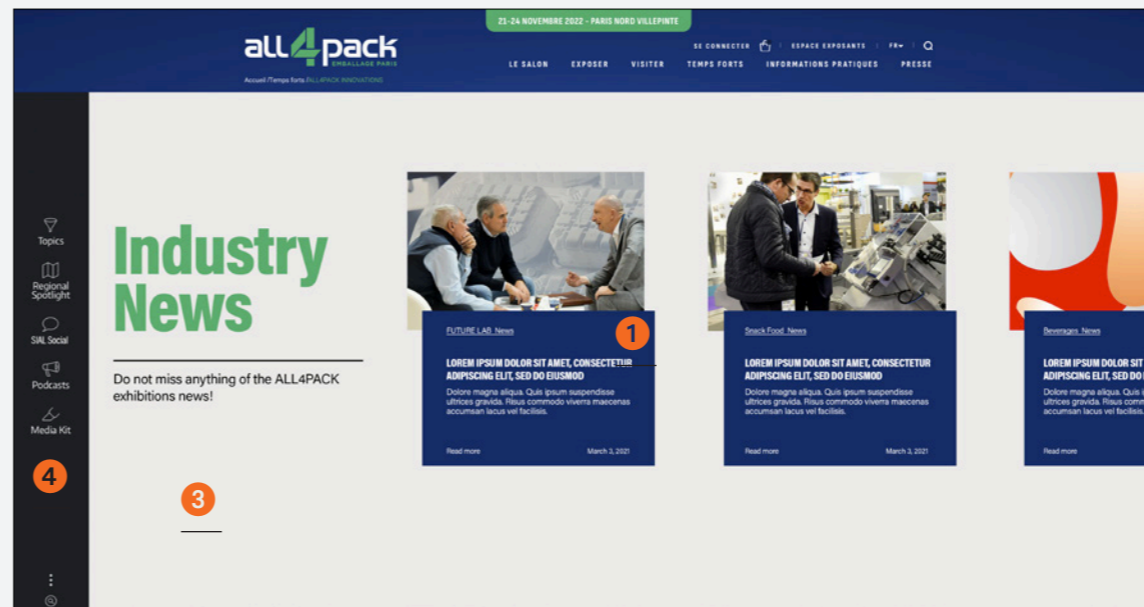 21-24 NOVEMBRE 2022 - PARIS NORD VILLEPINTE
all4pack
EMBALLAGE PARIS
SE CONNECTER
ESPACE EXPOSANTS
FR
LE SALON
EXPOSER
VISITER
TEMPS FORTS
INFORMATIONS PRATIQUES
PRESSE
Accueil /Temps forts /ALL4PACK INNOVATIONS
Topics
Regional
Spotlight
SIAL Social
Podcasts
Media Kit
4
Industry
News
Do not miss anything of the ALL4PACK
exhibitions news!
3
FUTURE LAB News
1
LOREM IPSUM DOLOR SIT AMET, CONSECTETUR
ADIPISCING ELIT, SED DO EIUSMOD
Dolore magna aliqua. Quis ipsum suspendisse
ultrices gravida. Risus commodo viverra maecenas
accumsan lacus vel facilisis.
Read more
March 3, 2021
Snack Food News
LOREM IPSUM DOLOR SIT AMET, CONSECTETUR
ADIPISCING ELIT, SED DO EIUSMOD
Dolore magna aliqua. Quis ipsum suspendisse
ultrices gravida. Risus commodo viverra maecenas
accumsan lacus vel facilisis.
Read more
March 3, 2021
Beverages News
LOREM IPSUM DOLOR SIT
ADIPISCING ELIT, SED DO
Dolore magna aliqua. Quis
ultrices gravida. Risus comm
accumsan lacus vel facilisis.
Read more